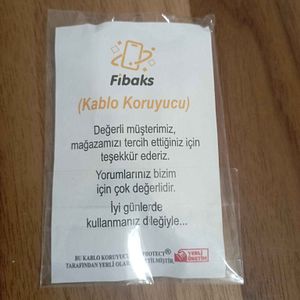 Fibaks
(Kablo Koruyucu)
Değerli müşterimiz,
mağazamızı tercih ettiğiniz için
teşekkür ederiz.
Yorumlarınız bizim
için çok değerlidir.
İyi günlerde
kullanmanız dileğiyle...
BU KABLO KORUYUCU
TARAFINDAN YERLİ
YERLİ
ÜRETİM